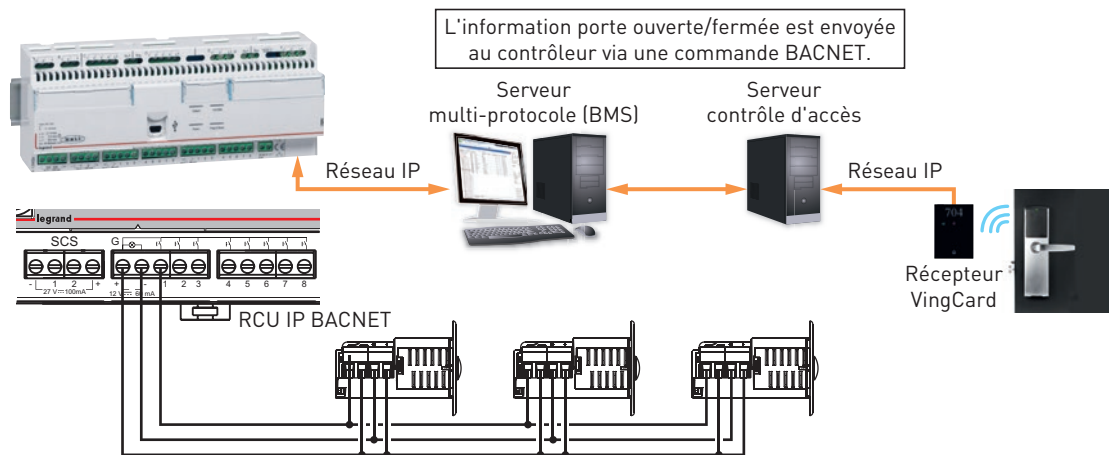 L'information porte ouverte/fermée est envoyée
au contrôleur via une commande BACNET.
Serveur
multi-protocole (BMS)
Serveur
contrôle d'accès
Réseau IP
Réseau IP
704
Récepteur
VingCard
legrand
SCS
G
- 1 2 +
27 V 100mA
+ - 1 2 3
12 V
4 5 6 7 8
RCU IP BACNET